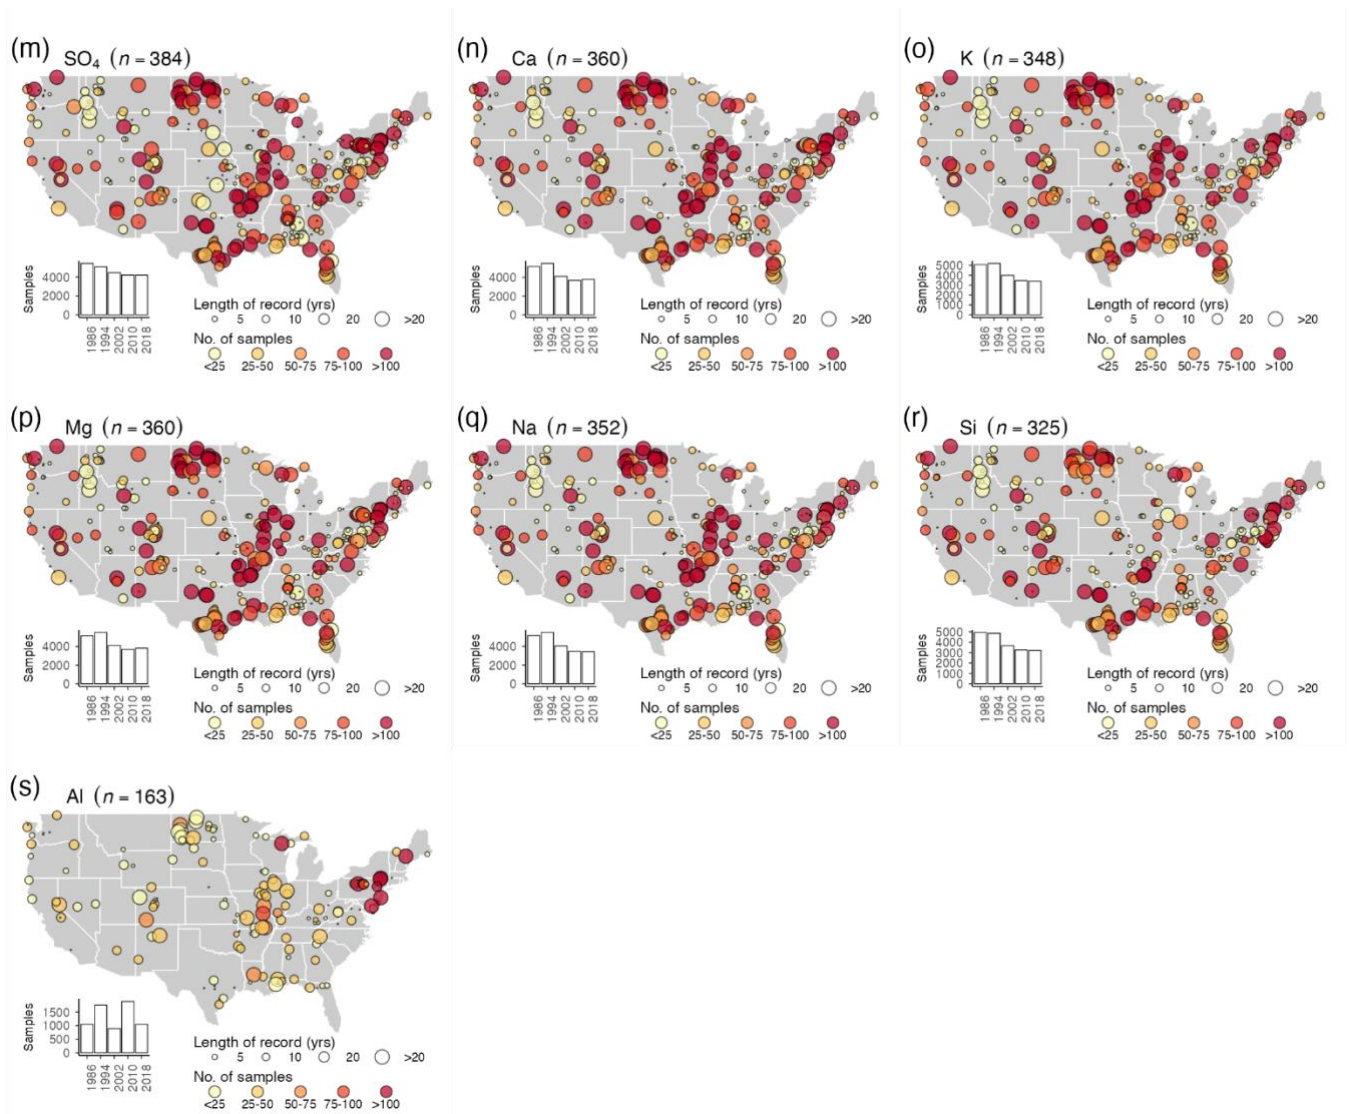 (m) SO₄ (n = 384)
Samples
4000
2000
0
1986 1994 2002 2010 2018
Length of record (yrs)
5 10 20 >20
No. of samples
<25 25-50 50-75 75-100 >100
(n) Ca (n = 360)
Samples
4000
2000
0
1986 1994 2002 2010 2018
Length of record (yrs)
5 10 20 >20
No. of samples
<25 25-50 50-75 75-100 >100
(o) K (n = 348)
Samples
5000
4000
3000
2000
1000
0
1986 1994 2002 2010 2018
Length of record (yrs)
5 10 20 >20
No. of samples
<25 25-50 50-75 75-100 >100
(p) Mg (n = 360)
Samples
4000
2000
0
1986 1994 2002 2010 2018
Length of record (yrs)
5 10 20 >20
No. of samples
<25 25-50 50-75 75-100 >100
(q) Na (n = 352)
Samples
4000
2000
0
1986 1994 2002 2010 2018
Length of record (yrs)
5 10 20 >20
No. of samples
<25 25-50 50-75 75-100 >100
(r) Si (n = 325)
Samples
5000
4000
3000
2000
1000
0
1986 1994 2002 2010 2018
Length of record (yrs)
5 10 20 >20
No. of samples
<25 25-50 50-75 75-100 >100
(s) Al (n = 163)
Samples
1500
1000
500
0
1986 1994 2002 2010 2018
Length of record (yrs)
5 10 20 >20
No. of samples
<25 25-50 50-75 75-100 >100